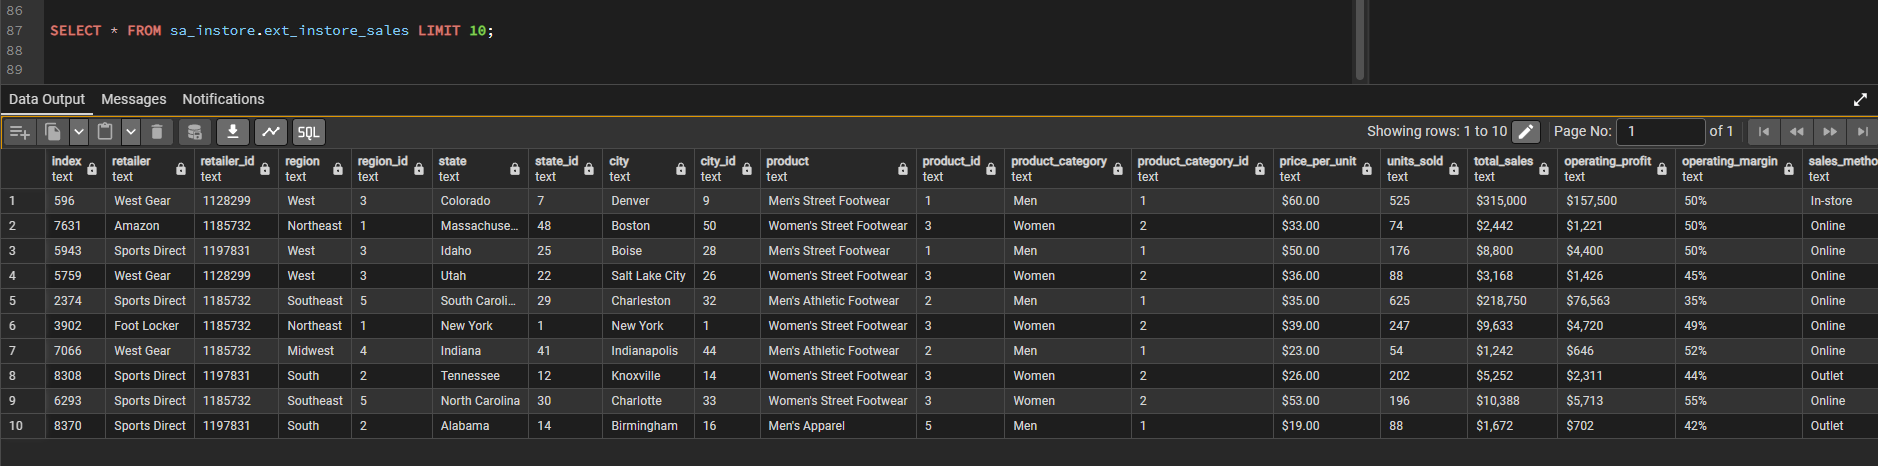 86
87 SELECT * FROM sa_instore.ext_instore_sales LIMIT 10;
88
89
Data Output Messages Notifications
SQL Showing rows: 1 to 10 Page No: 1 of 1
index retailer retailer_id region region_id state state_id city city_id product product_id product_category product_category_id price_per_unit units_sold total_sales operating_profit operating_margin sales_metho
text text text text text text text text text text text text text text text text text text text
1 596 West Gear 1128299 West 3 Colorado 7 Denver 9 Men's Street Footwear 1 Men 1 $60.00 525 $315,000 $157,500 50% In-store
2 7631 Amazon 1185732 Northeast 1 Massachuse... 48 Boston 50 Women's Street Footwear 3 Women 2 $33.00 74 $2,442 $1,221 50% Online
3 5943 Sports Direct 1197831 West 3 Idaho 25 Boise 28 Men's Street Footwear 1 Men 1 $50.00 176 $8,800 $4,400 50% Online
4 5759 West Gear 1128299 West 3 Utah 22 Salt Lake City 26 Women's Street Footwear 3 Women 2 $36.00 88 $3,168 $1,426 45% Online
5 2374 Sports Direct 1185732 Southeast 5 South Caroli... 29 Charleston 32 Men's Athletic Footwear 2 Men 1 $35.00 625 $218,750 $76,563 35% Online
6 3902 Foot Locker 1185732 Northeast 1 New York 1 New York 1 Women's Street Footwear 3 Women 2 $39.00 247 $9,633 $4,720 49% Online
7 7066 West Gear 1185732 Midwest 4 Indiana 41 Indianapolis 44 Men's Athletic Footwear 2 Men 1 $23.00 54 $1,242 $646 52% Online
8 8308 Sports Direct 1197831 South 2 Tennessee 12 Knoxville 14 Women's Street Footwear 3 Women 2 $26.00 202 $5,252 $2,311 44% Outlet
9 6293 Sports Direct 1185732 Southeast 5 North Carolina 30 Charlotte 33 Women's Street Footwear 3 Women 2 $53.00 196 $10,388 $5,713 55% Online
10 8370 Sports Direct 1197831 South 2 Alabama 14 Birmingham 16 Men's Apparel 5 Men 1 $19.00 88 $1,672 $702 42% Outlet